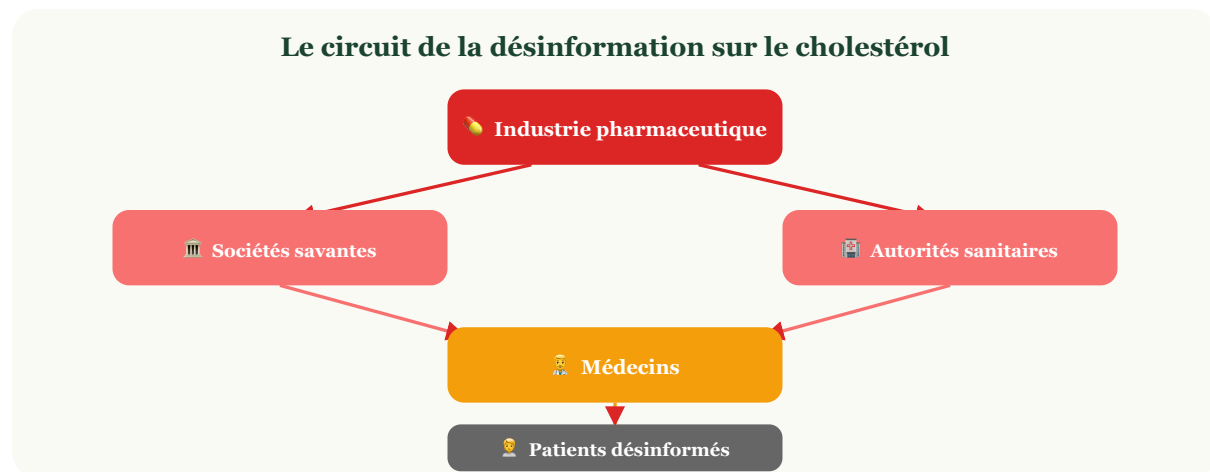 Le circuit de la désinformation sur le cholestérol
Industrie pharmaceutique
Sociétés savantes
Autorités sanitaires
Médecins
Patients désinformés